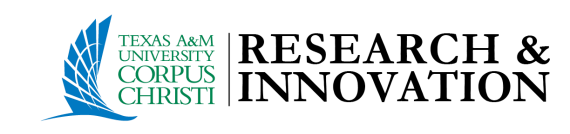 TEXAS A&M
UNIVERSITY
CORPUS
CHRISTI
RESEARCH &
INNOVATION